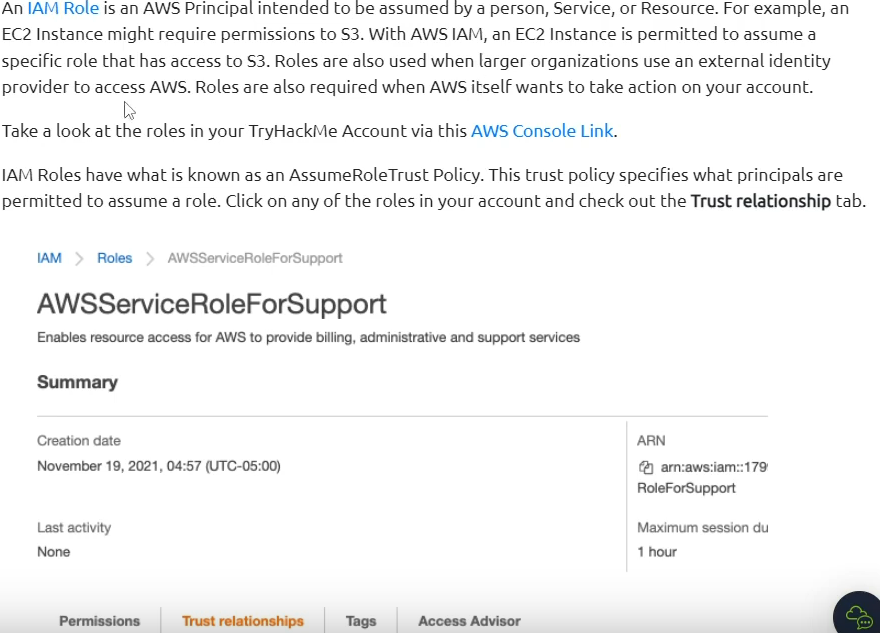 An IAM Role is an AWS Principal intended to be assumed by a person, Service, or Resource. For example, an
EC2 Instance might require permissions to S3. With AWS IAM, an EC2 Instance is permitted to assume a
specific role that has access to S3. Roles are also used when larger organizations use an external identity
provider to access AWS. Roles are also required when AWS itself wants to take action on your account.
Take a look at the roles in your TryHackMe Account via this AWS Console Link.
IAM Roles have what is known as an AssumeRoleTrust Policy. This trust policy specifies what principals are
permitted to assume a role. Click on any of the roles in your account and check out the Trust relationship tab.
IAM > Roles > AWSServiceRoleForSupport
AWSServiceRoleForSupport
Enables resource access for AWS to provide billing, administrative and support services
Summary
Creation date
November 19, 2021, 04:57 (UTC-05:00)
Last activity
None
ARN
arn:aws:iam::179
RoleForSupport
Maximum session du
1 hour
Permissions Trust relationships Tags Access Advisor